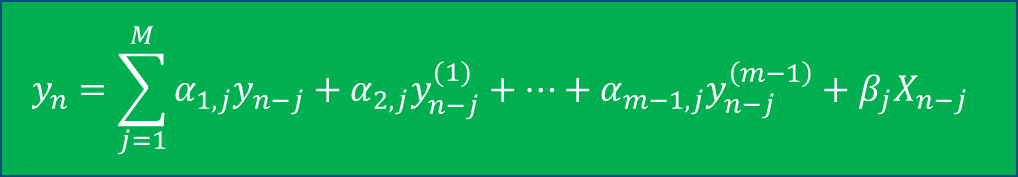 $y_n = \sum_{j=1}^{M} \alpha_{1,j} y_{n-j} + \alpha_{2,j} y_{n-j}^{(1)} + \cdots + \alpha_{m-1,j} y_{n-j}^{(m-1)} + \beta_j X_{n-j}$